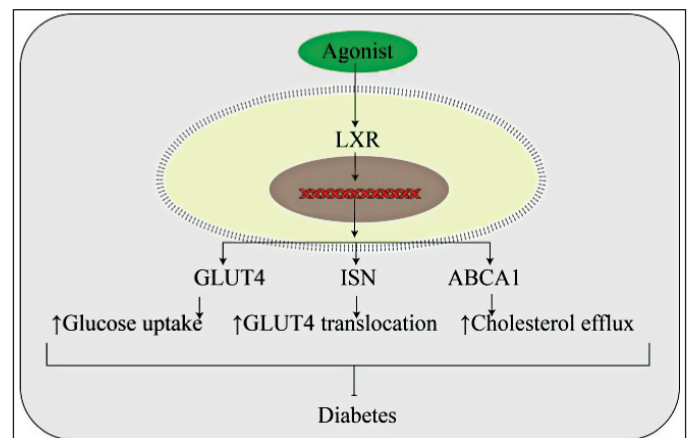 Agonist
LXR
GLUT4 ISN ABCA1
↑Glucose uptake ↑GLUT4 translocation ↑Cholesterol efflux
Diabetes